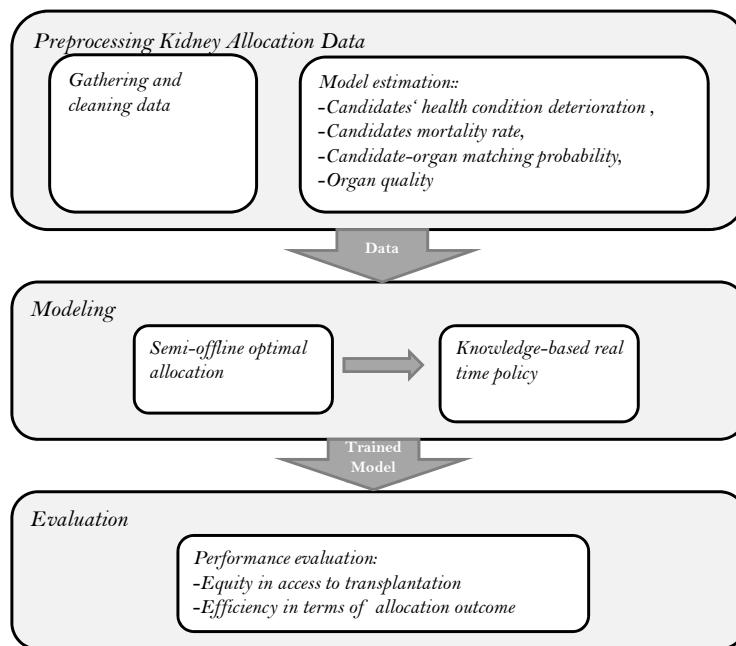 Preprocessing Kidney Allocation Data
Gathering and
cleaning data
Model estimation::
-Candidates‘ health condition deterioration ,
-Candidates mortality rate,
-Candidate-organ matching probability,
-Organ quality
Data
Modeling
Semi-offline optimal
allocation
Knowledge-based real
time policy
Trained
Model
Evaluation
Performance evaluation:
-Equity in access to transplantation
-Efficiency in terms of  allocation outcome